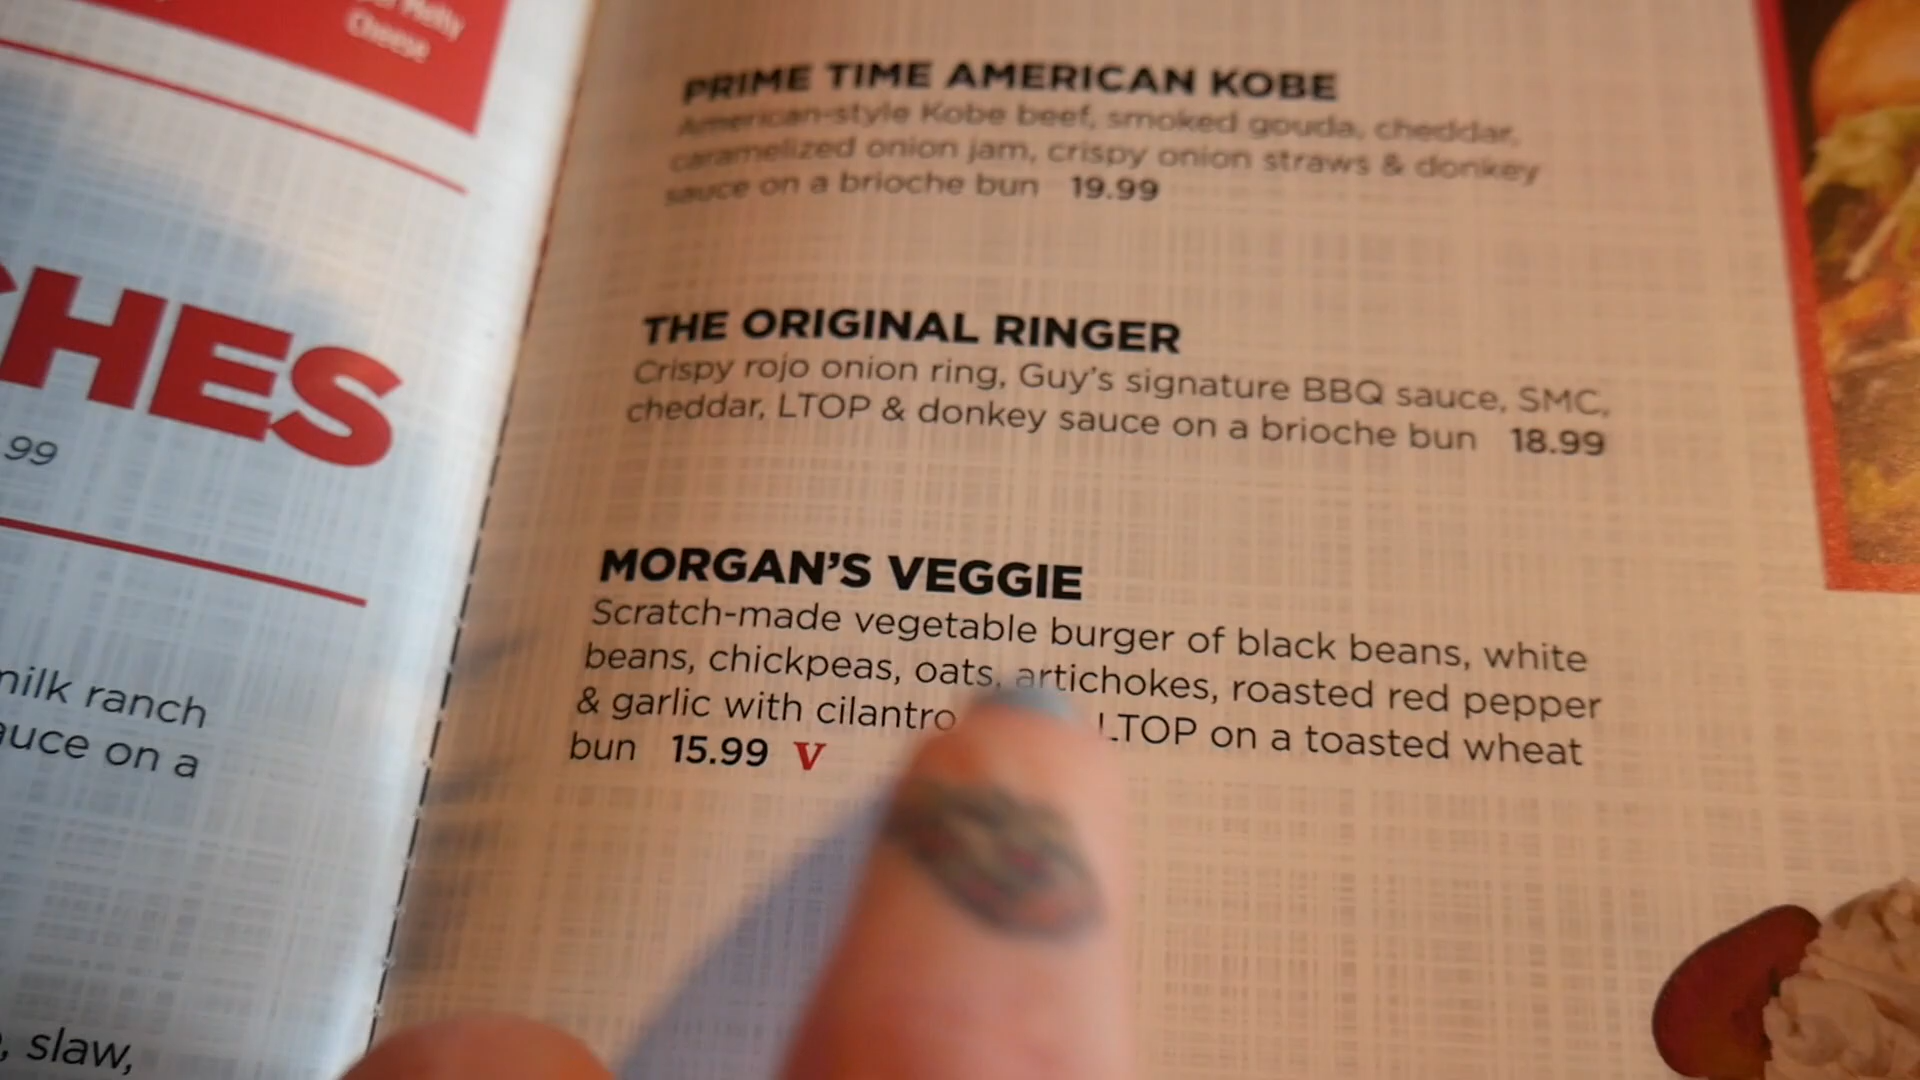 Melty
Cheese
CHES
99
milk ranch
auce on a
, slaw,
PRIME TIME AMERICAN KOBE
American-style Kobe beef, smoked gouda, cheddar,
caramelized onion jam, crispy onion straws & donkey
sauce on a brioche bun 19.99
THE ORIGINAL RINGER
Crispy rojo onion ring, Guy's signature BBQ sauce, SMC,
cheddar, LTOP & donkey sauce on a brioche bun 18.99
MORGAN'S VEGGIE
Scratch-made vegetable burger of black beans, white
beans, chickpeas, oats, artichokes, roasted red pepper
& garlic with cilantro LTOP on a toasted wheat
bun 15.99 V